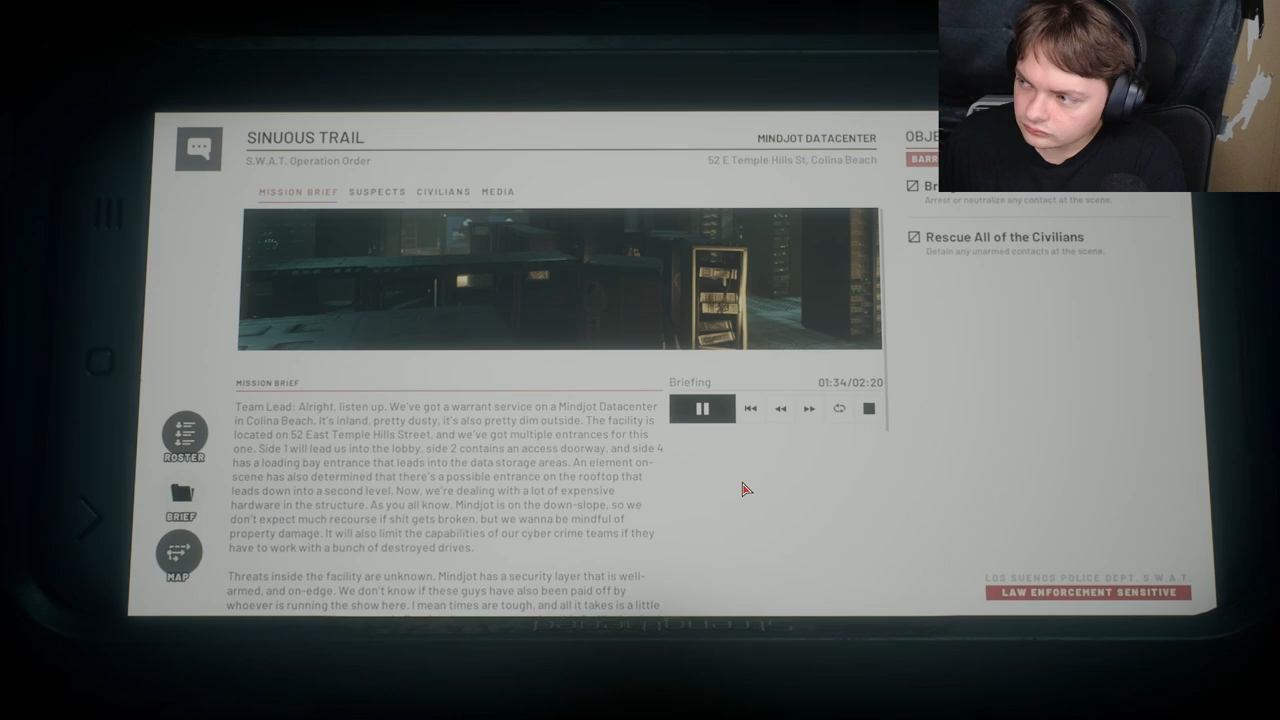 SINUOUS TRAIL
MINDJOT DATACENTER
S.W.A.T. Operation Order
52 E Temple Hills St, Colina Beach
MISSION BRIEF
SUSPECTS
CIVILIANS
MEDIA
MISSION BRIEF
Team Lead: Alright, listen up. We've got a warrant service on a Mindjot Datacenter
in Colina Beach. It's inland, pretty dusty, it's also pretty dim outside. The facility is
located on 52 East Temple Hills Street, and we've got multiple entrances for this
one. Side 1 will lead us into the lobby, side 2 contains an access doorway, and side 4
has a loading bay entrance that leads into the data storage areas. An element on-
scene has also determined that there's a possible entrance on the rooftop that
leads down into a second level. Now, we're dealing with a lot of expensive
hardware in the structure. As you all know, Mindjot is on the down-slope, so we
don't expect much recourse if shit gets broken, but we wanna be mindful of
property damage. It will also limit the capabilities of our cyber crime teams if they
have to work with a bunch of destroyed drives.
Threats inside the facility are unknown. Mindjot has a security layer that is well-
armed, and on-edge. We don't know if these guys have also been paid off by
whoever is running the show here. I mean times are tough, and all it takes is a little
Briefing
01:34/02:20
OBJE
BARR
Br
Arrest or neutralize any contact at the scene.
Rescue All of the Civilians
Detain any unarmed contacts at the scene.
ROSTER
BRIEF
MAP
LOS SUENOS POLICE DEPT. S.W.A.T
LAW ENFORCEMENT SENSITIVE